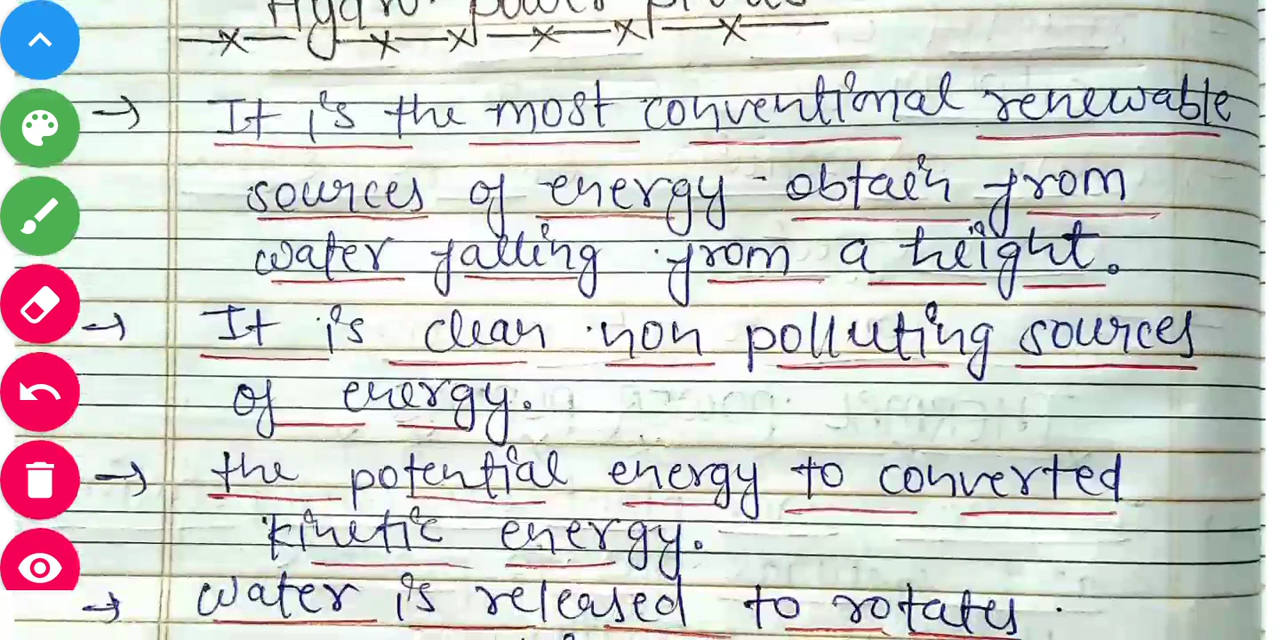 → It is the most conventional renewable
sources of energy - obtain from
water falling from a height.
→ It is clean non polluting sources
of energy.
→ the potential energy to converted
kinetic energy.
→ water is released to rotates.